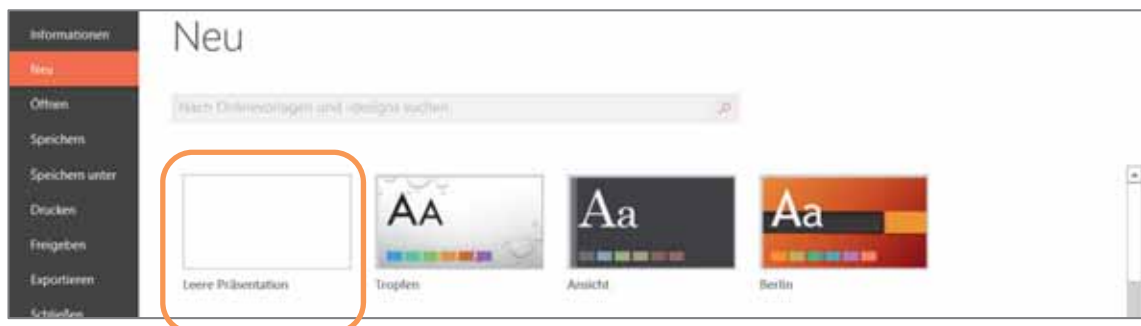 Informationen
Neu
Öffnen
Speichern
Speichern unter
Drucken
Freigeben
Exportieren
Schließen
Neu
Nach Onlinevorlagen und -designs suchen
Leere Präsentation
AA
Tropfen
Aa
Ansicht
Aa
Berlin